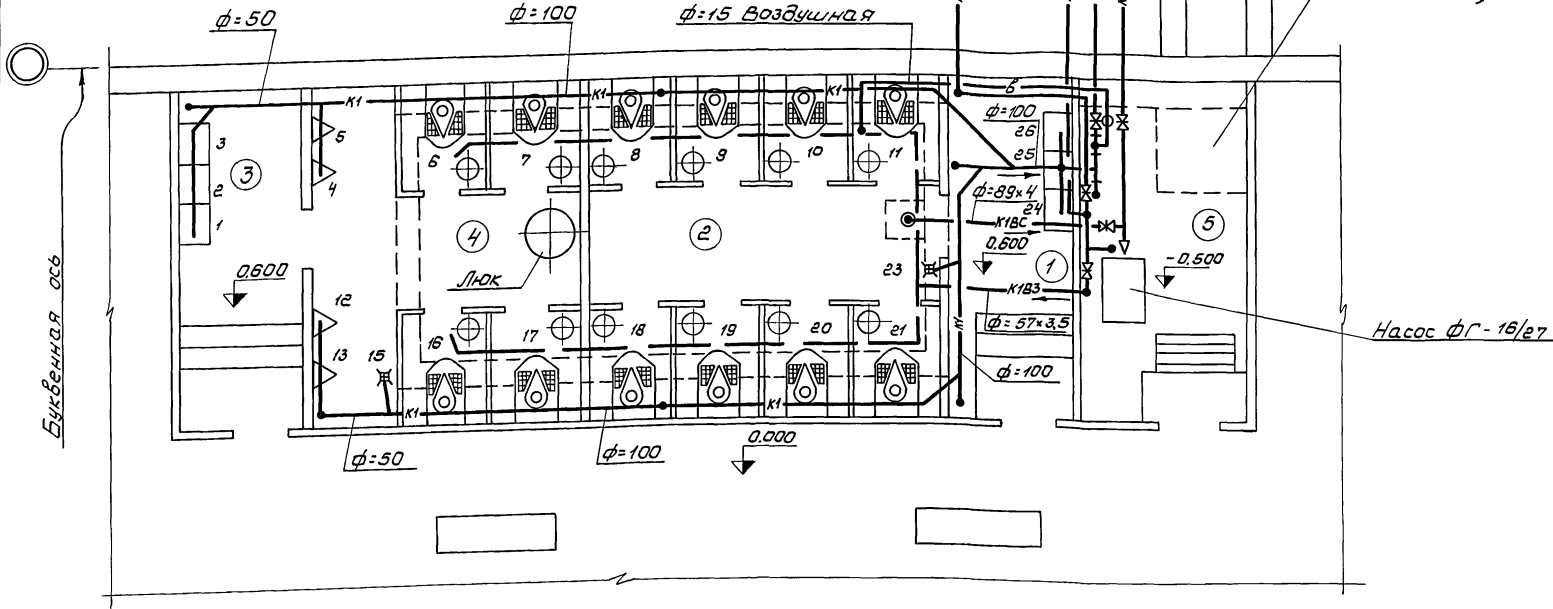 ф=50
ф=100
ф=15 Воздушная
Буквенная ось
К1
К1
В
ф=100
26
25
3
2
1
3
5
4
6
7
8
9
10
11
ф=89×4
24
К1ВС
4
2
Люк
0.600
1
5
-0.500
23
0.600
К1ВЗ
ф=57×3,5
К1
12
13
15
16
17
18
19
20
21
Насос ФГ-16/27
ф=100
К1
К1
ф=50
ф=100
0.000